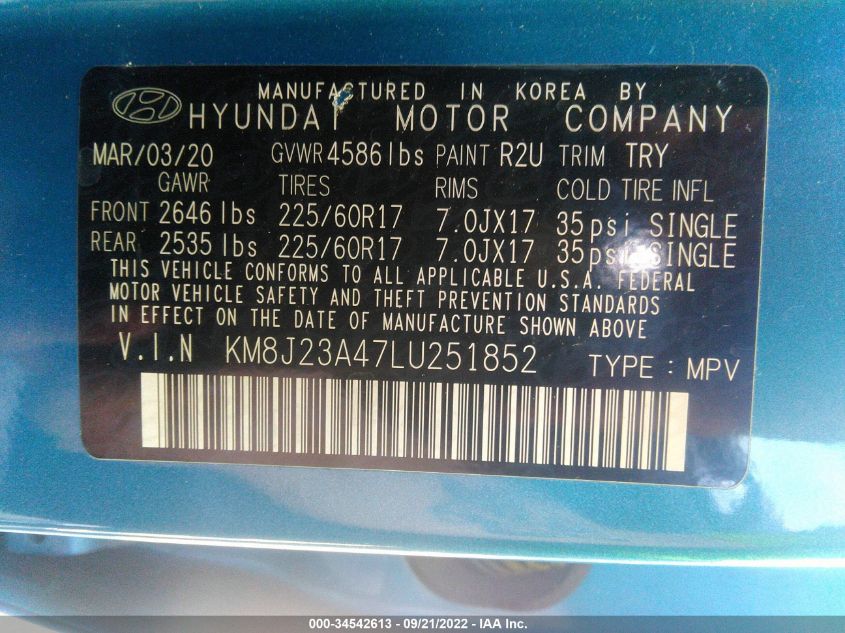 MANUFACTURED IN KOREA BY
HYUNDAI MOTOR COMPANY
MAR/03/20 GVWR 4586 lbs PAINT R2U TRIM TRY
GAWR TIRES RIMS COLD TIRE INFL
FRONT 2646 lbs 225/60R17 7.0JX17 35psi SINGLE
REAR 2535 lbs 225/60R17 7.0JX17 35psi SINGLE
THIS VEHICLE CONFORMS TO ALL APPLICABLE U.S.A. FEDERAL
MOTOR VEHICLE SAFETY AND THEFT PREVENTION STANDARDS
IN EFFECT ON THE DATE OF MANUFACTURE SHOWN ABOVE
V.I.N KM8J23A47LU251852 TYPE : MPV
000-34542613 - 09/21/2022 - IAA Inc.